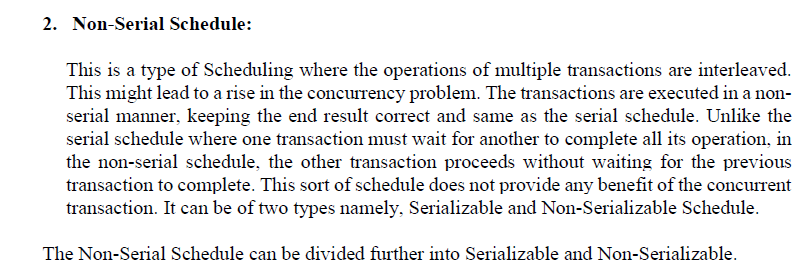 2. Non-Serial Schedule:
This is a type of Scheduling where the operations of multiple transactions are interleaved.
This might lead to a rise in the concurrency problem. The transactions are executed in a non-
serial manner, keeping the end result correct and same as the serial schedule. Unlike the
serial schedule where one transaction must wait for another to complete all its operation, in
the non-serial schedule, the other transaction proceeds without waiting for the previous
transaction to complete. This sort of schedule does not provide any benefit of the concurrent
transaction. It can be of two types namely, Serializable and Non-Serializable Schedule.
The Non-Serial Schedule can be divided further into Serializable and Non-Serializable.